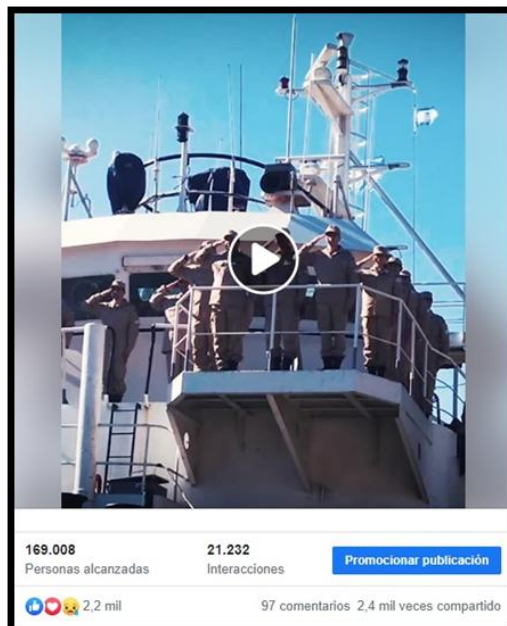 169.008
Personas alcanzadas
21.232
Interacciones
Promocionar publicación
2,2 mil
97 comentarios 2,4 mil veces compartido